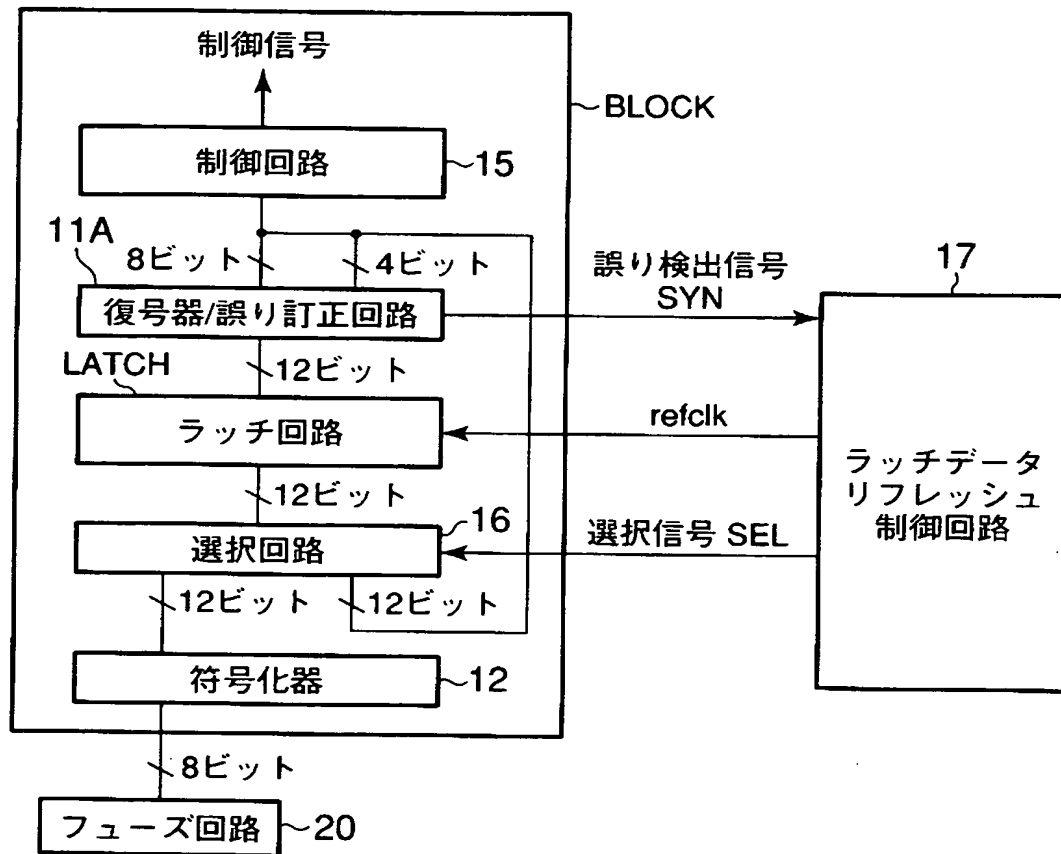 制御信号
BLOCK
制御回路
15
11A
8ビット
4ビット
誤り検出信号
SYN
17
復号器/誤り訂正回路
LATCH
12ビット
ラッチ回路
refclk
ラッチデータ
リフレッシュ
制御回路
12ビット
16
選択回路
選択信号 SEL
12ビット
12ビット
符号化器
12
8ビット
フューズ回路
20